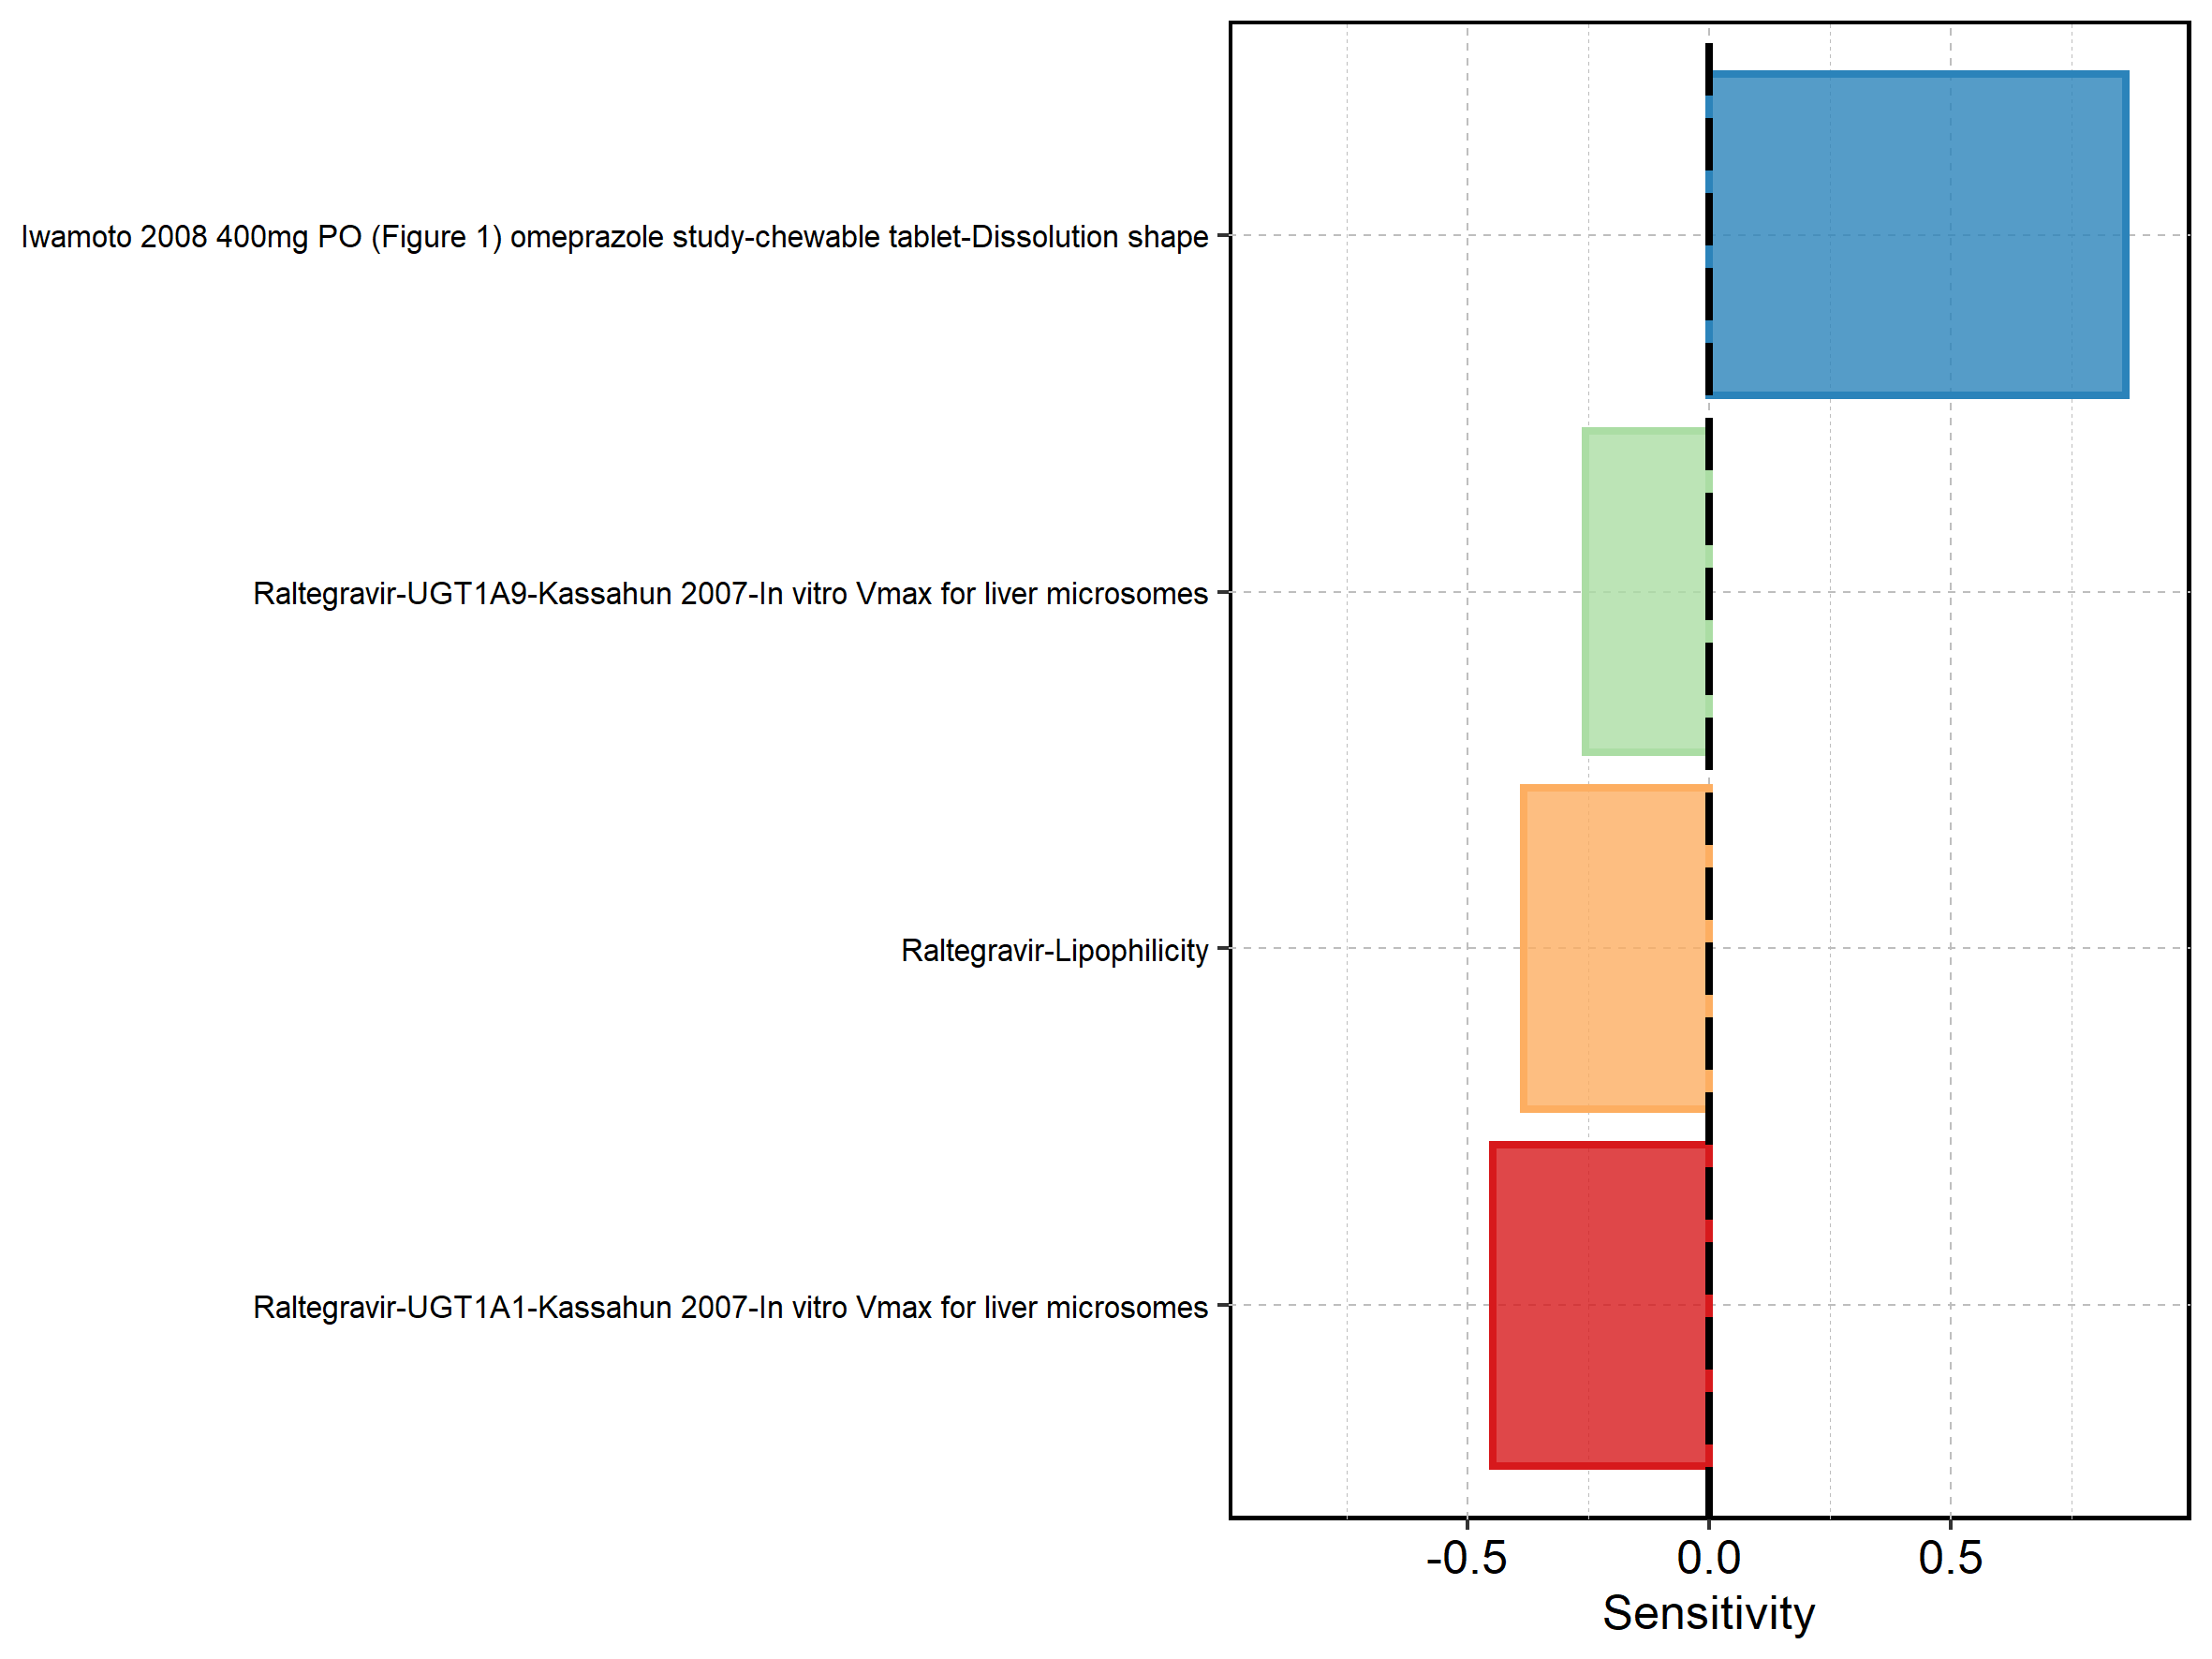 Iwamoto 2008 400mg PO (Figure 1) omeprazole study-chewable tablet-Dissolution shape
Raltegravir-UGT1A9-Kassahun 2007-In vitro Vmax for liver microsomes
Raltegravir-Lipophilicity
Raltegravir-UGT1A1-Kassahun 2007-In vitro Vmax for liver microsomes
-0.5 0.0 0.5
Sensitivity